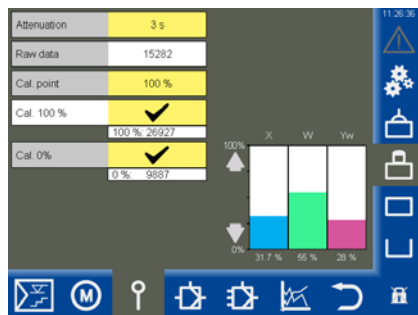 11:26:36
Attenuation 3 s
Raw data 15282
Cal. point 100 %
Cal. 100 %
100 %: 26927
Cal. 0%
0 %: 9887
X W Yw
100%
0%
31.7 % 55 % 28 %
M